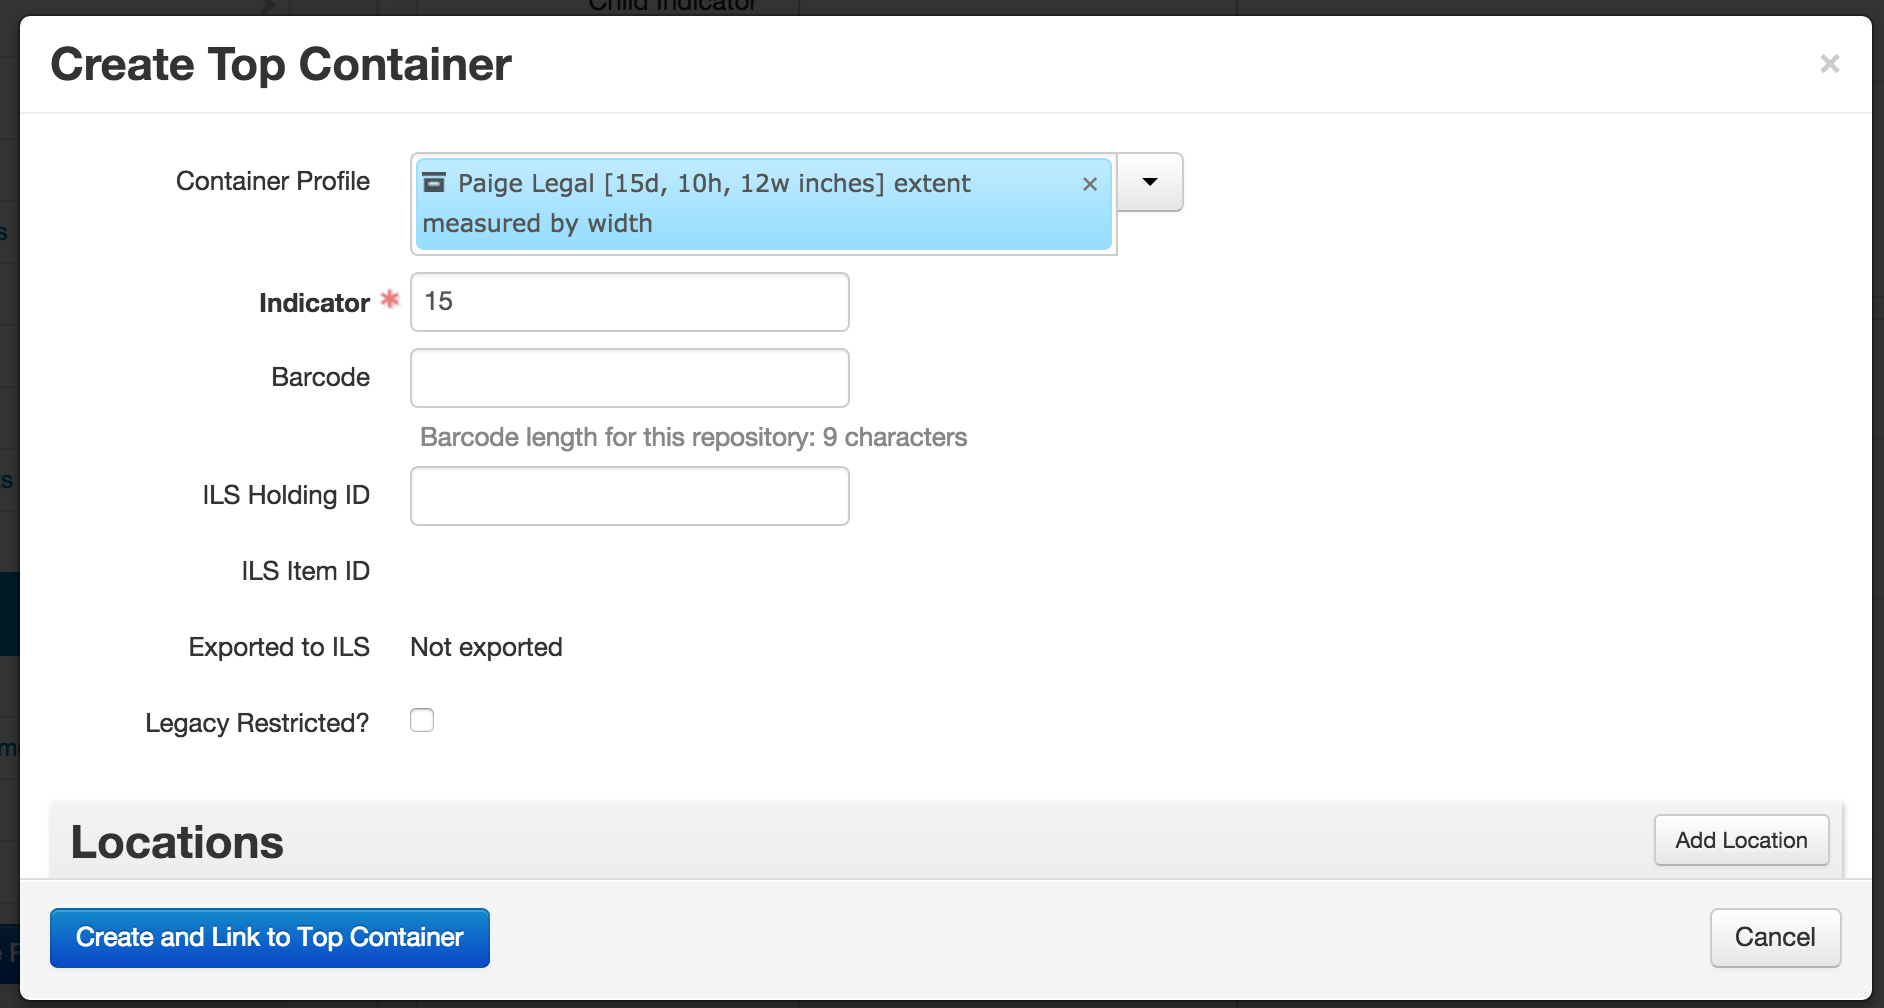 Child Indicator
Create Top Container
×
Container Profile
Paige Legal [15d, 10h, 12w inches] extent ×
measured by width
Indicator * 15
Barcode
Barcode length for this repository: 9 characters
ILS Holding ID
ILS Item ID
Exported to ILS Not exported
Legacy Restricted?
Locations
Add Location
Create and Link to Top Container
Cancel